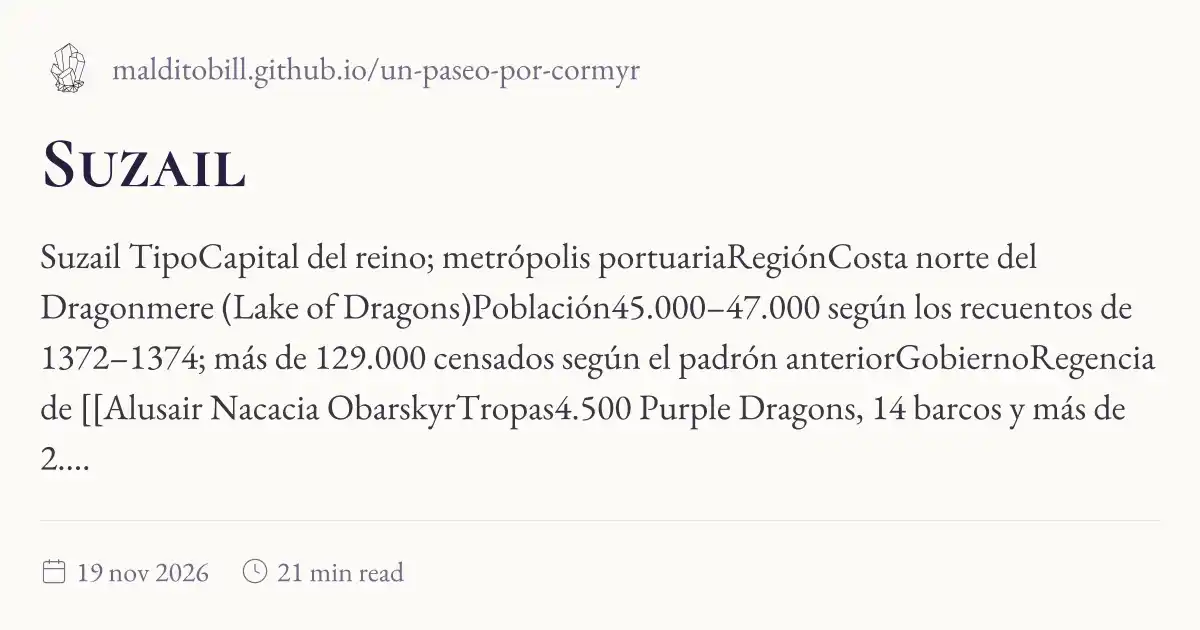 malditobill.github.io/un-paseo-por-cormyr
Suzail
Suzail TipoCapital del reino; metrópolis portuariaRegiónCosta norte del
Dragonmere (Lake of Dragons)Población45.000–47.000 según los recuentos de
1372–1374; más de 129.000 censados según el padrón anteriorGobiernoRegencia
de [[Alusair Nacacia ObarskyrTropas4.500 Purple Dragons, 14 barcos y más de
2....
19 nov 2026 21 min read